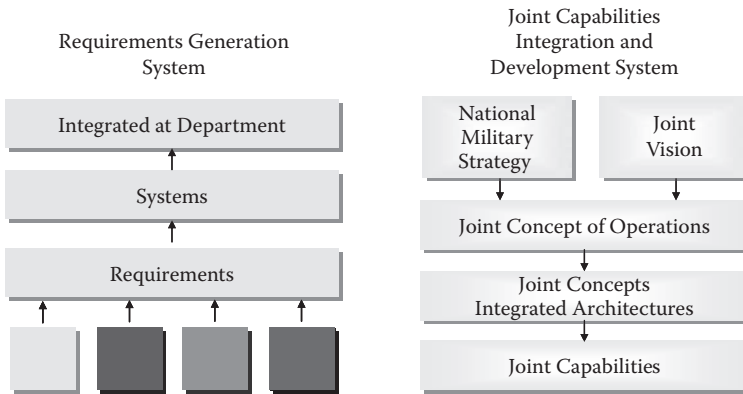 Requirements Generation
System
Integrated at Department
Systems
Requirements
Joint Capabilities
Integration and
Development System
National
Military
Strategy
Joint
Vision
Joint Concept of Operations
Joint Concepts
Integrated Architectures
Joint Capabilities